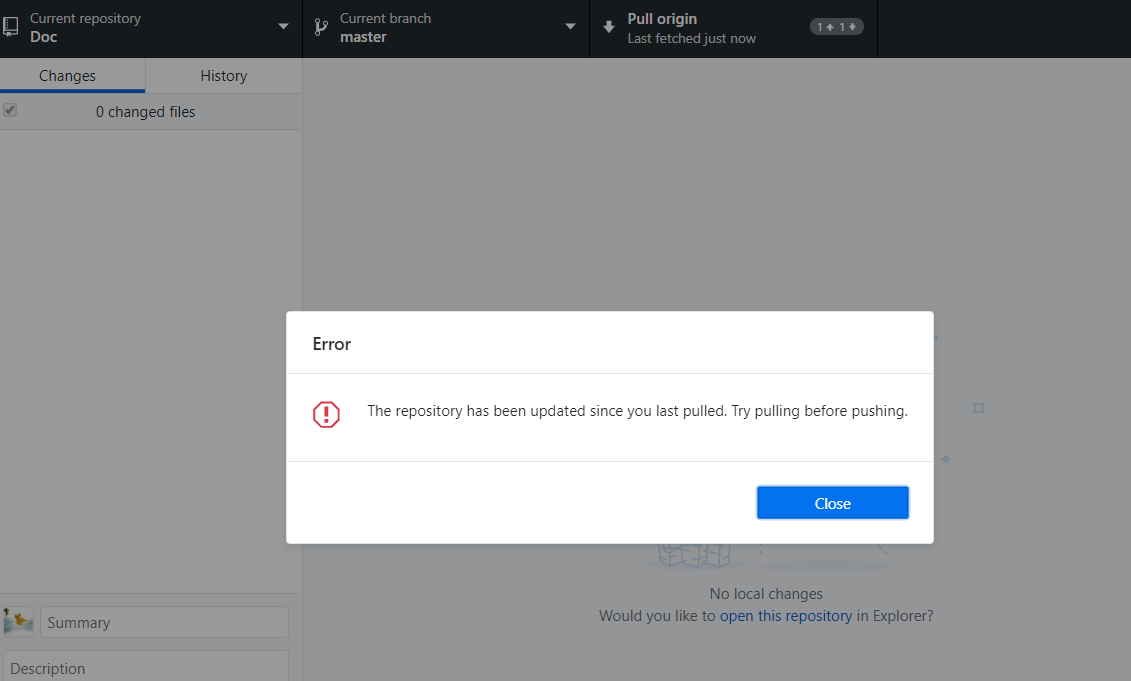 Current repository
Doc
Current branch
master
Pull origin
Last fetched just now
1 1
Changes
History
0 changed files
Error
The repository has been updated since you last pulled. Try pulling before pushing.
Close
No local changes
Would you like to open this repository in Explorer?
Summary
Description